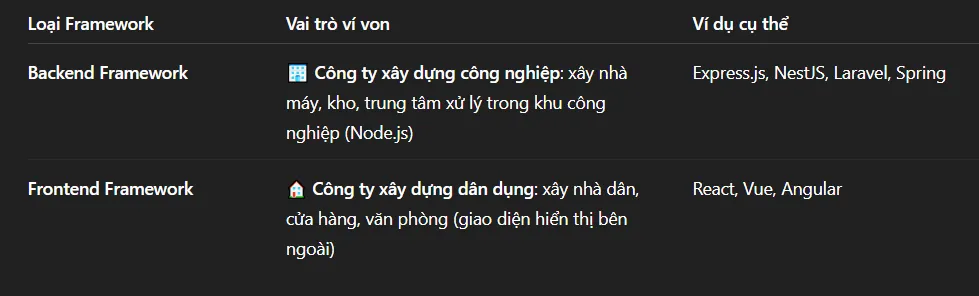 Loại Framework Vai trò ví von Ví dụ cụ thể
Backend Framework 🏢 Công ty xây dựng công nghiệp: xây nhà Express.js, NestJS, Laravel, Spring
máy, kho, trung tâm xử lý trong khu công
nghiệp (Node.js)
Frontend Framework 🏠 Công ty xây dựng dân dụng: xây nhà dân, React, Vue, Angular
cửa hàng, văn phòng (giao diện hiển thị bên
ngoài)